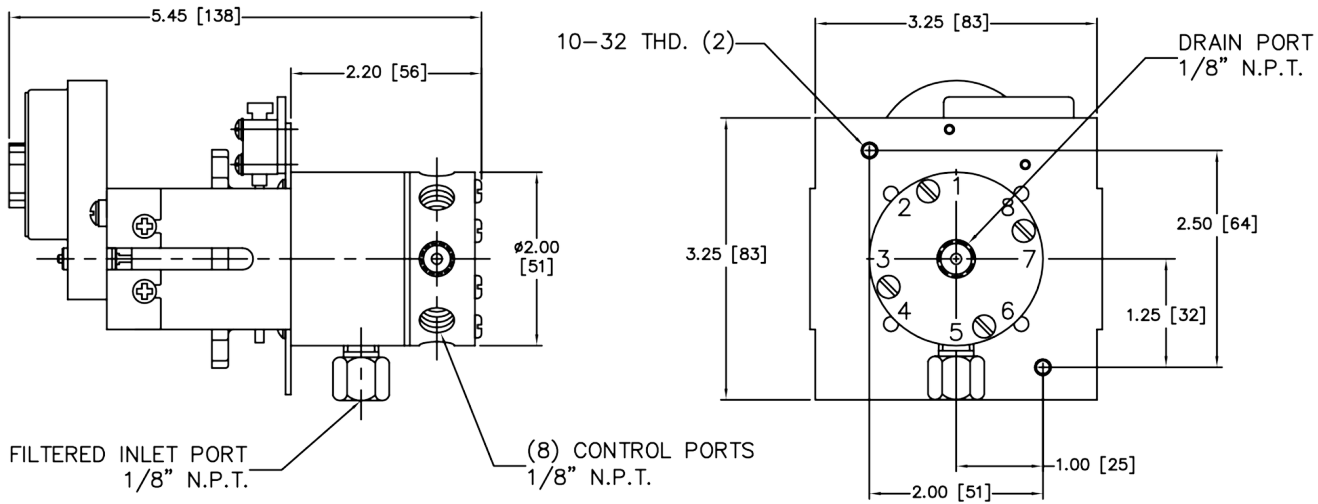 5.45 [138]
2.20 [56]
ø2.00
[51]
FILTERED INLET PORT
1/8" N.P.T.
(8) CONTROL PORTS
1/8" N.P.T.
3.25 [83]
10-32 THD. (2)
DRAIN PORT
1/8" N.P.T.
3.25 [83]
2.50 [64]
1.25 [32]
1
2
3
4
5
6
7
8
1.00 [25]
2.00 [51]